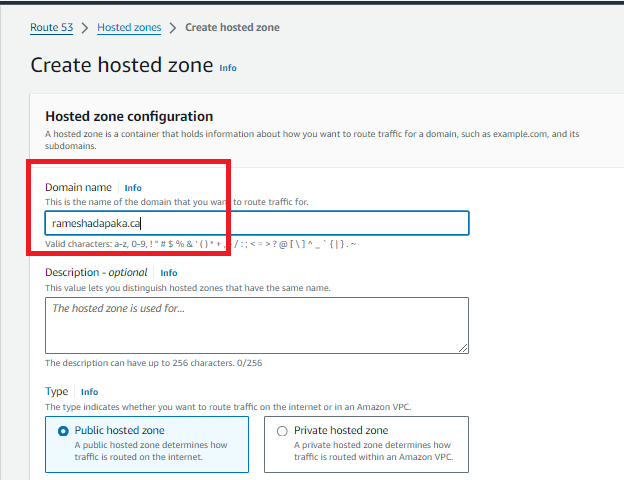 Route 53 > Hosted zones > Create hosted zone
Create hosted zone Info
Hosted zone configuration
A hosted zone is a container that holds information about how you want to route traffic for a domain, such as example.com, and its
subdomains.
Domain name Info
This is the name of the domain that you want to route traffic for.
rameshadapaka.ca
Valid characters: a-z, 0-9, ! " # $ % & ' ( ) * + , - / : ; < = > ? @ [ \ ] ^ _ ` { | } . ~
Description - optional Info
This value lets you distinguish hosted zones that have the same name.
The hosted zone is used for...
The description can have up to 256 characters. 0/256
Type Info
The type indicates whether you want to route traffic on the internet or in an Amazon VPC.
Public hosted zone
A public hosted zone determines how
traffic is routed on the internet.
Private hosted zone
A private hosted zone determines how
traffic is routed within an Amazon VPC.